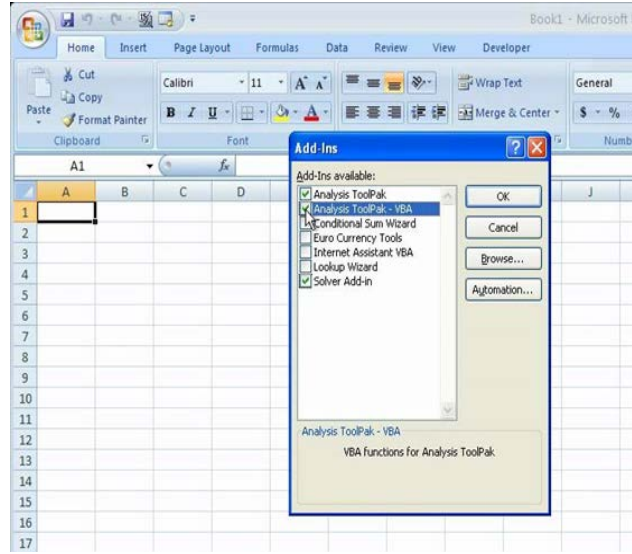 Book1 - Microsoft
Home Insert Page Layout Formulas Data Review View Developer
Paste
Cut
Copy
Format Painter
Clipboard
Calibri 11 A A
B I U A
Font
Wrap Text
Merge & Center
General
$ %
Numb
A1 fx
A B C D J
1
2
3
4
5
6
7
8
9
10
11
12
13
14
15
16
17
Add-Ins
Add-Ins available:
Analysis ToolPak
Analysis ToolPak - VBA
Conditional Sum Wizard
Euro Currency Tools
Internet Assistant VBA
Lookup Wizard
Solver Add-in
OK
Cancel
Browse...
Automation...
Analysis ToolPak - VBA
VBA functions for Analysis ToolPak